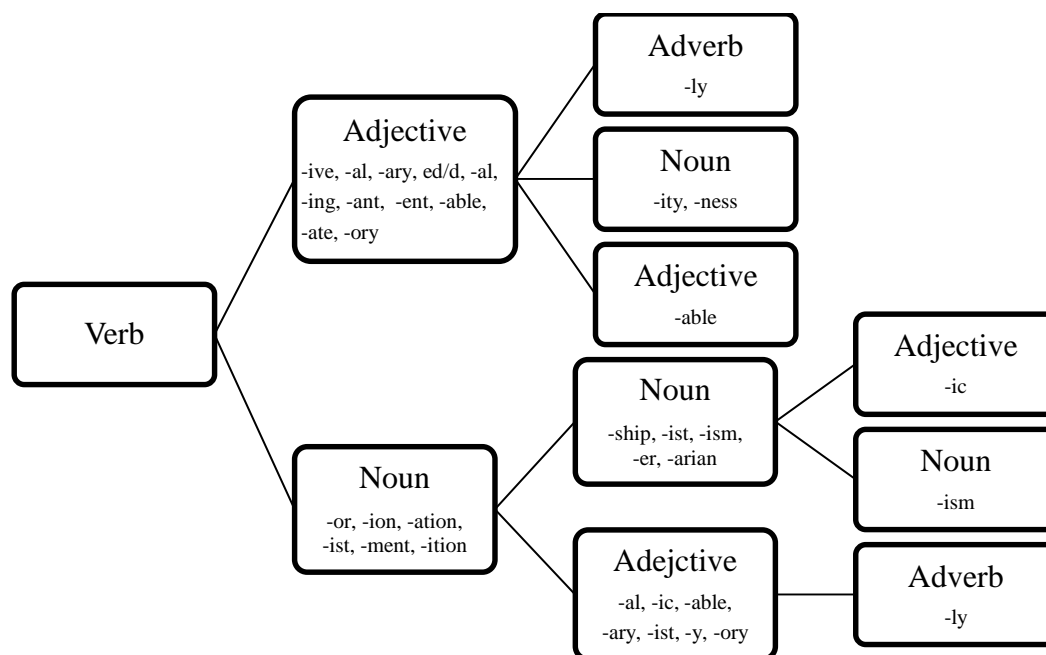 Adverb
-ly
Adjective
-ive, -al, -ary, ed/d, -al,
-ing, -ant, -ent, -able,
-ate, -ory
Noun
-ity, -ness
Adjective
-able
Verb
Adjective
-ic
Noun
-ship, -ist, -ism,
-er, -arian
Noun
-ism
Noun
-or, -ion, -ation,
-ist, -ment, -ition
Adejctive
-al, -ic, -able,
-ary, -ist, -y, -ory
Adverb
-ly